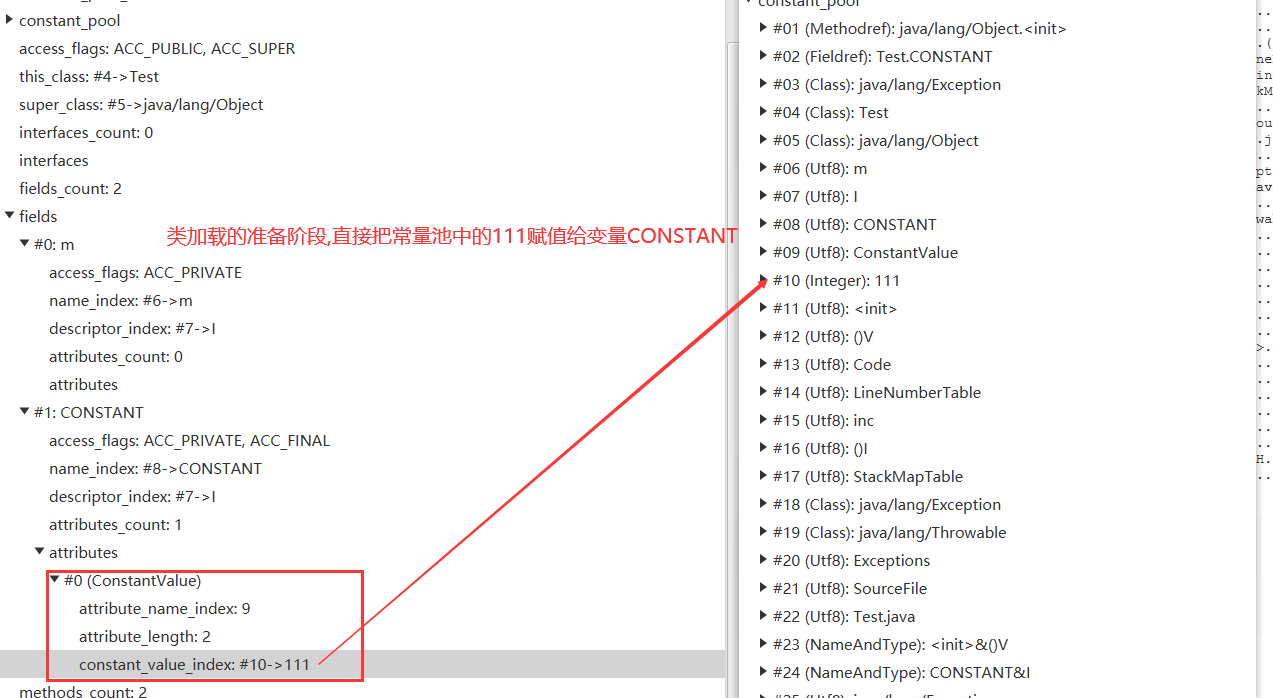 constant_pool
access_flags: ACC_PUBLIC, ACC_SUPER
this_class: #4->Test
super_class: #5->java/lang/Object
interfaces_count: 0
interfaces
fields_count: 2
fields
#0: m
类加载的准备阶段,直接把常量池中的111赋值给变量CONSTANT
access_flags: ACC_PRIVATE
name_index: #6->m
descriptor_index: #7->I
attributes_count: 0
attributes
#1: CONSTANT
access_flags: ACC_PRIVATE, ACC_FINAL
name_index: #8->CONSTANT
descriptor_index: #7->I
attributes_count: 1
attributes
#0 (ConstantValue)
attribute_name_index: 9
attribute_length: 2
constant_value_index: #10->111
methods_count: 2
constant_pool
#01 (Methodref): java/lang/Object.<init>
#02 (Fieldref): Test.CONSTANT
#03 (Class): java/lang/Exception
#04 (Class): Test
#05 (Class): java/lang/Object
#06 (Utf8): m
#07 (Utf8): I
#08 (Utf8): CONSTANT
#09 (Utf8): ConstantValue
#10 (Integer): 111
#11 (Utf8): <init>
#12 (Utf8): ()V
#13 (Utf8): Code
#14 (Utf8): LineNumberTable
#15 (Utf8): inc
#16 (Utf8): ()I
#17 (Utf8): StackMapTable
#18 (Class): java/lang/Exception
#19 (Class): java/lang/Throwable
#20 (Utf8): Exceptions
#21 (Utf8): SourceFile
#22 (Utf8): Test.java
#23 (NameAndType): <init>&()V
#24 (NameAndType): CONSTANT&I